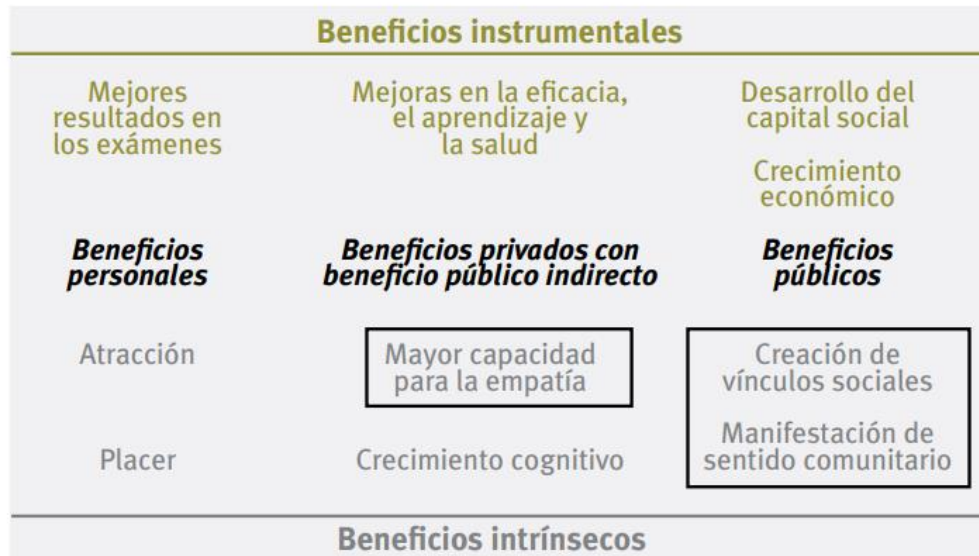 Beneficios instrumentales
Mejores
resultados en
los exámenes
Mejoras en la eficacia,
el aprendizaje y
la salud
Desarrollo del
capital social
Crecimiento
económico
Beneficios
personales
Beneficios privados con
beneficio público indirecto
Beneficios
públicos
Atracción
Mayor capacidad
para la empatía
Creación de
vínculos sociales
Placer
Crecimiento cognitivo
Manifestación de
sentido comunitario
Beneficios intrínsecos